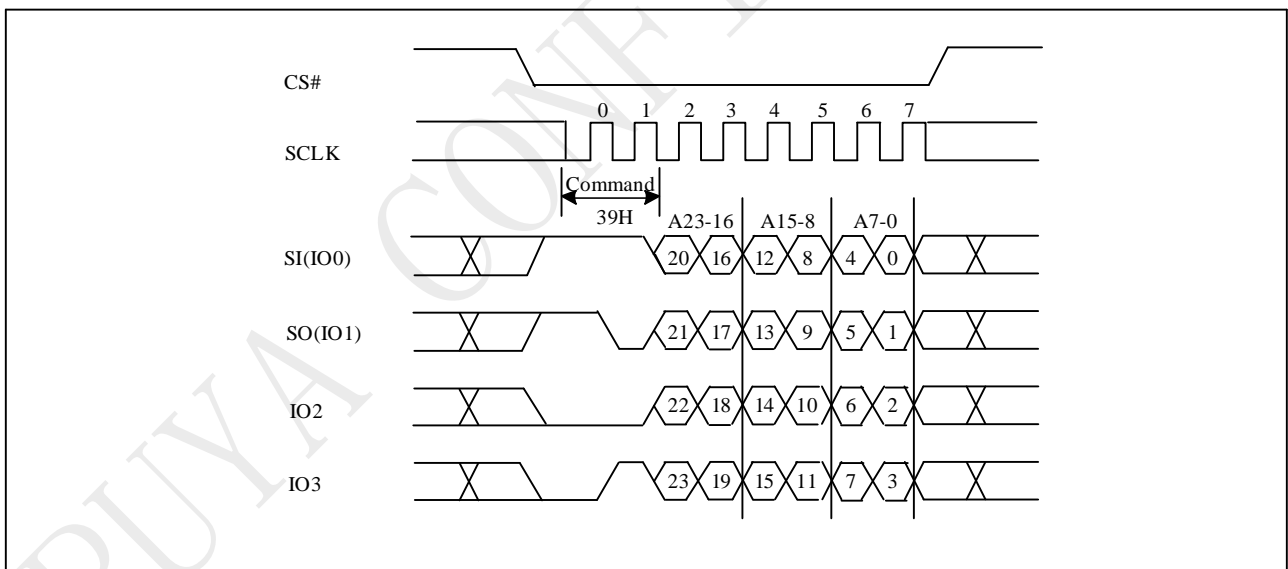 PUYA CONF
CS#
0 1 2 3 4 5 6 7
SCLK
Command
39H
A23-16 A15-8 A7-0
SI(IO0) 20 16 12 8 4 0
SO(IO1) 21 17 13 9 5 1
IO2 22 18 14 10 6 2
IO3 23 19 15 11 7 3